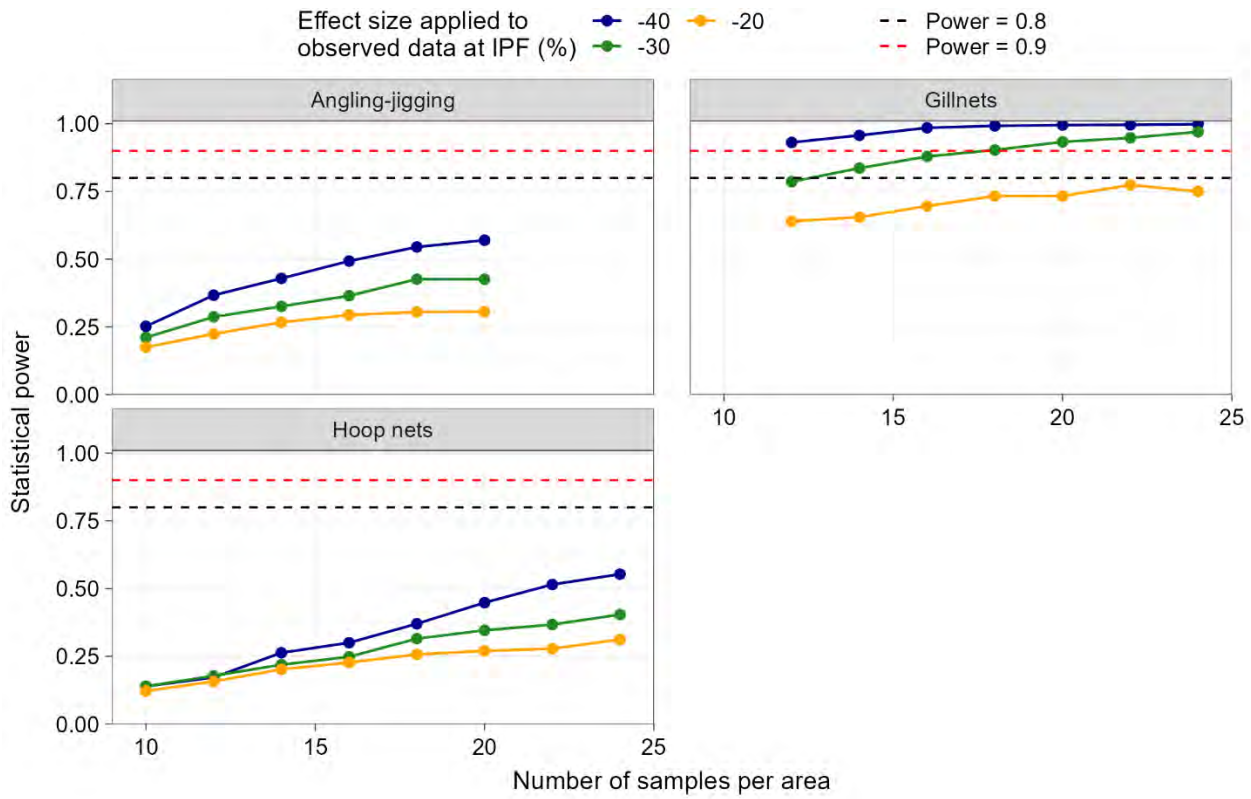 Effect size applied to
observed data at IPF (%)
-40
-20
-30
Power = 0.8
Power = 0.9
Angling-jigging
Gillnets
1.00
0.75
0.50
0.25
0.00
10
15
20
25
Hoop nets
1.00
0.75
0.50
0.25
0.00
10
15
20
25
Statistical power
Number of samples per area